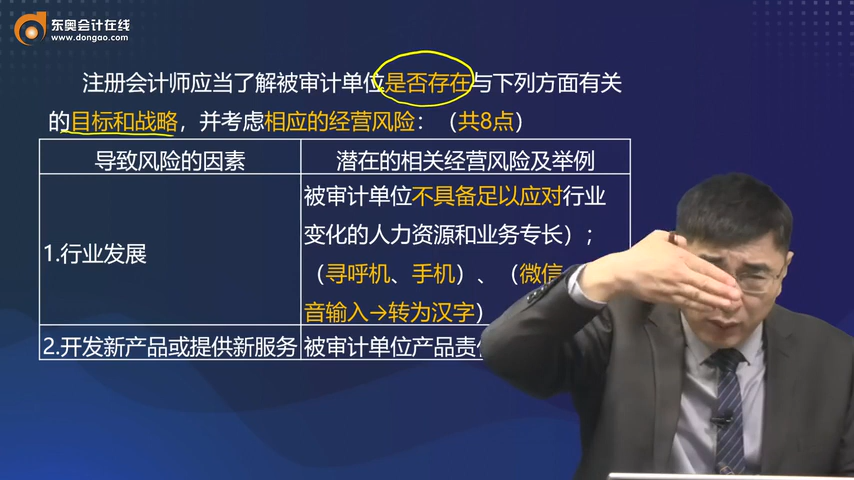 东奥会计在线
www.dongao.com
注册会计师应当了解被审计单位是否存在与下列方面有关
的目标和战略，并考虑相应的经营风险：（共8点）
导致风险的因素
潜在的相关经营风险及举例
1.行业发展
被审计单位不具备足以应对行业
变化的人力资源和业务专长）；
（寻呼机、手机）、（微信
音输入→转为汉字）
2.开发新产品或提供新服务
被审计单位产品责